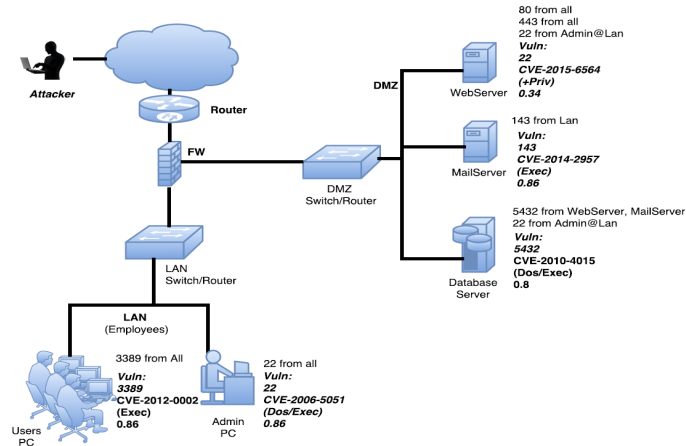 80 from all
443 from all
22 from Admin@Lan
Vuln:
22
CVE-2015-6564
(+Priv)
0.34
WebServer
DMZ
Attacker
Router
FW
143 from Lan
Vuln:
143
CVE-2014-2957
(Exec)
0.86
MailServer
DMZ
Switch/Router
5432 from WebServer, MailServer
22 from Admin@Lan
Vuln:
5432
CVE-2010-4015
(Dos/Exec)
0.8
Database
Server
LAN
Switch/Router
LAN
(Employees)
3389 from All
Vuln:
3389
CVE-2012-0002
(Exec)
0.86
Users
PC
22 from all
Vuln:
22
CVE-2006-5051
(Dos/Exec)
0.86
Admin
PC